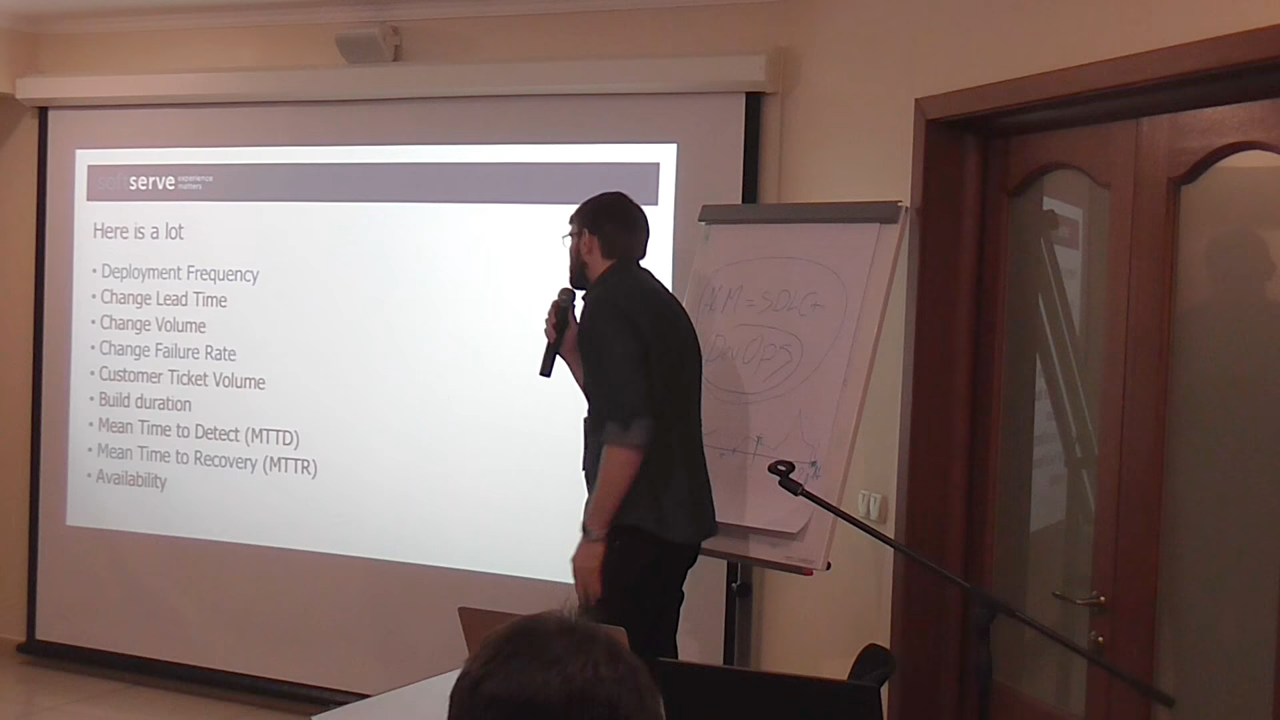 softserve experience matters
Here is a lot
• Deployment Frequency
• Change Lead Time
• Change Volume
• Change Failure Rate
• Customer Ticket Volume
• Build duration
• Mean Time to Detect (MTTD)
• Mean Time to Recovery (MTTR)
• Availability
= SDLC+
DevOps